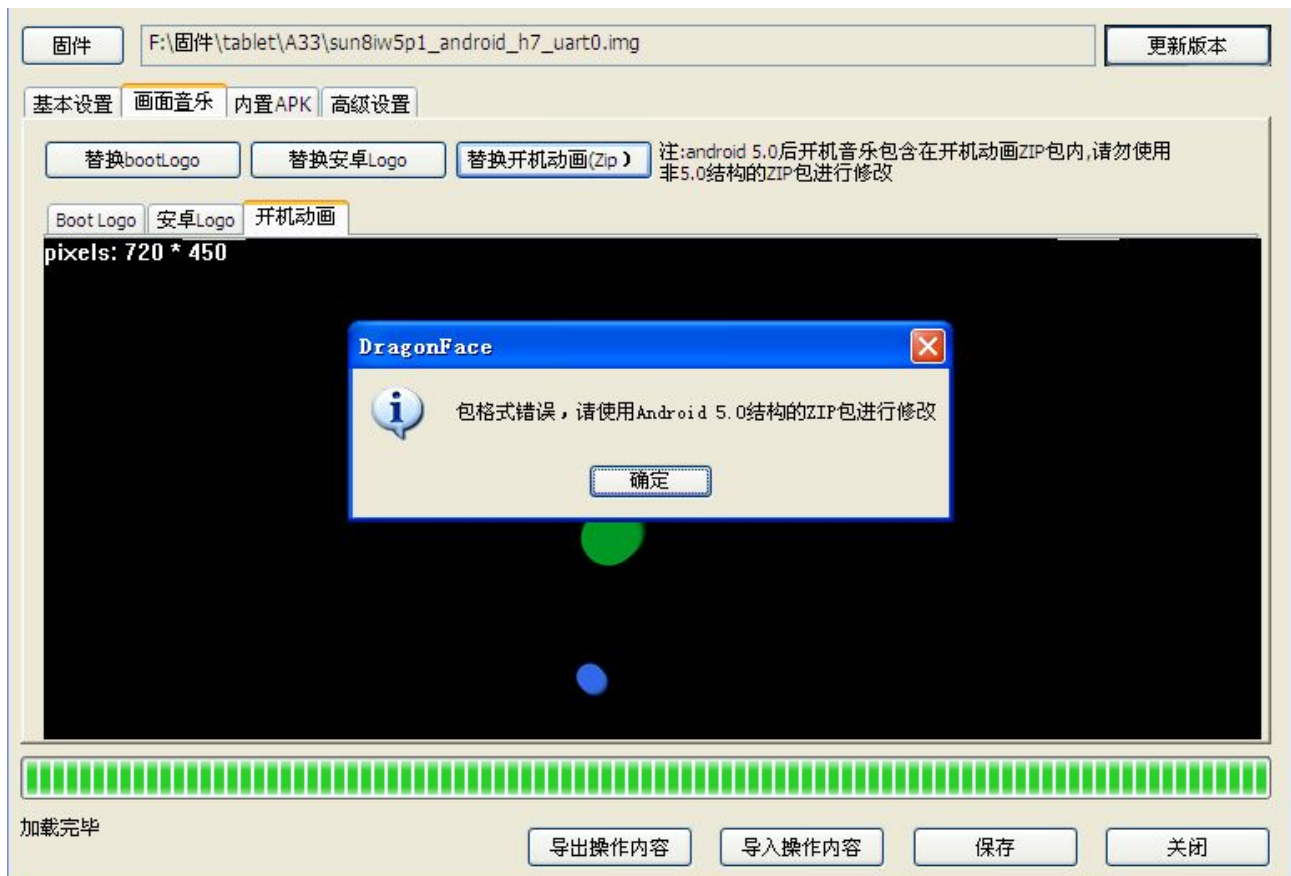 固件
F:\固件\tablet\A33\sun8iw5p1_android_h7_uart0.img
更新版本
基本设置 画面音乐 内置APK 高级设置
替换bootLogo 替换安卓Logo 替换开机动画(Zip)
注:android 5.0后开机音乐包含在开机动画ZIP包内,请勿使用
非5.0结构的ZIP包进行修改
Boot Logo 安卓Logo 开机动画
pixels: 720 * 450
DragonFace
包格式错误，请使用Android 5.0结构的ZIP包进行修改
确定
加载完毕
导出操作内容 导入操作内容 保存 关闭